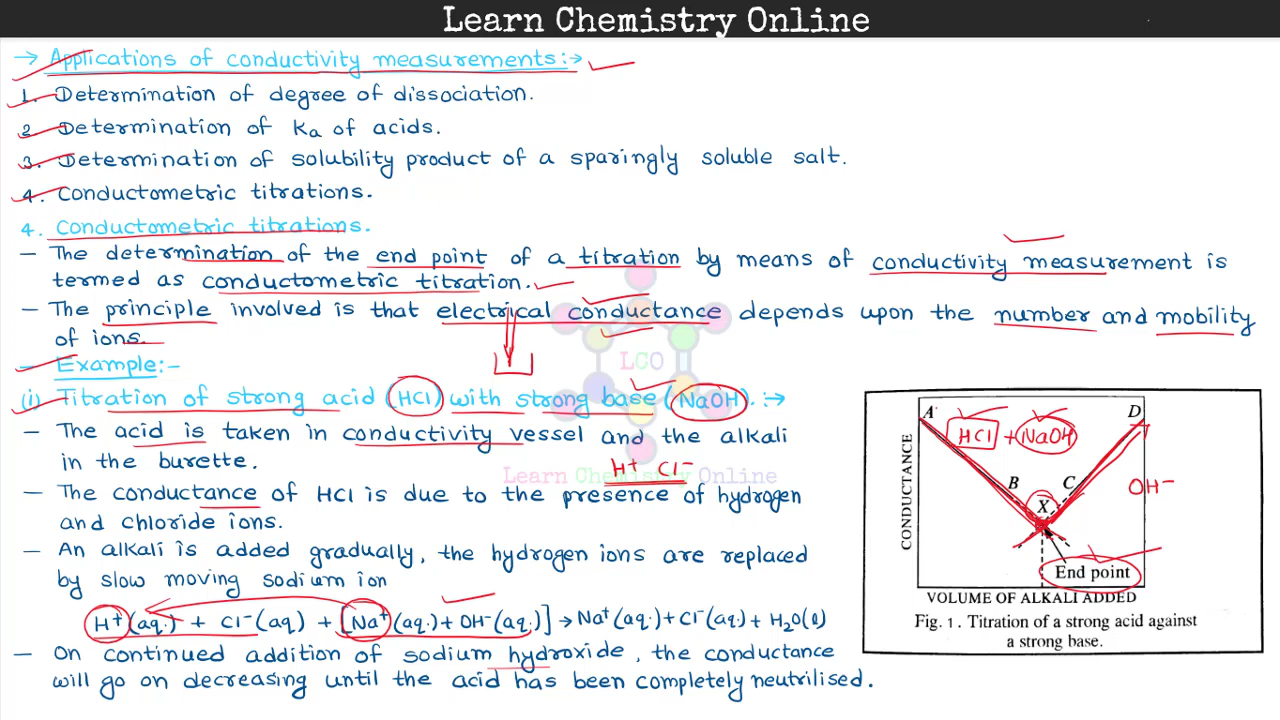 Learn Chemistry Online
→ Applications of conductivity measurements:→
1. Determination of degree of dissociation.
2. Determination of Ka of acids.
3. Determination of solubility product of a sparingly soluble salt.
4. Conductometric titrations.
4. Conductometric titrations.
– The determination of the end point of a titration by means of conductivity measurement is
termed as conductometric titration.
– The principle involved is that electrical conductance depends upon the number and mobility
of ions.
– Example:-
(i) Titration of strong acid (HCl) with strong base (NaOH). :→
– The acid is taken in conductivity vessel and the alkali
in the burette.
H⁺ Cl⁻
– The conductance of HCl is due to the presence of hydrogen
and chloride ions.
– An alkali is added gradually, the hydrogen ions are replaced
by slow moving sodium ion
H⁺(aq.) + Cl⁻(aq) + [Na⁺(aq.) + OH⁻(aq.)] → Na⁺(aq.) + Cl⁻(aq) + H₂O(l)
– On continued addition of sodium hydroxide, the conductance
will go on decreasing until the acid has been completely neutrilised.
LCO
Learn Chemistry Online
A D
HCl + NaOH
B C
X
OH⁻
CONDUCTANCE
End point
VOLUME OF ALKALI ADDED
Fig. 1. Titration of a strong acid against
a strong base.